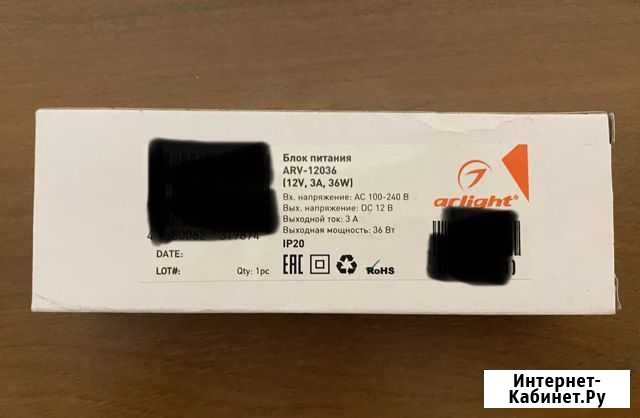 Блок питания
ARV-12036
(12V, 3A, 36W)
Вх. напряжение: AC 100-240 В
Вых. напряжение: DC 12 В
Выходной ток: 3 А
Выходная мощность: 36 Вт
IP20
DATE:
LOT#:
Qty: 1pc
EAC
RoHS
arlight®
Интернет-
Кабинет.Ру